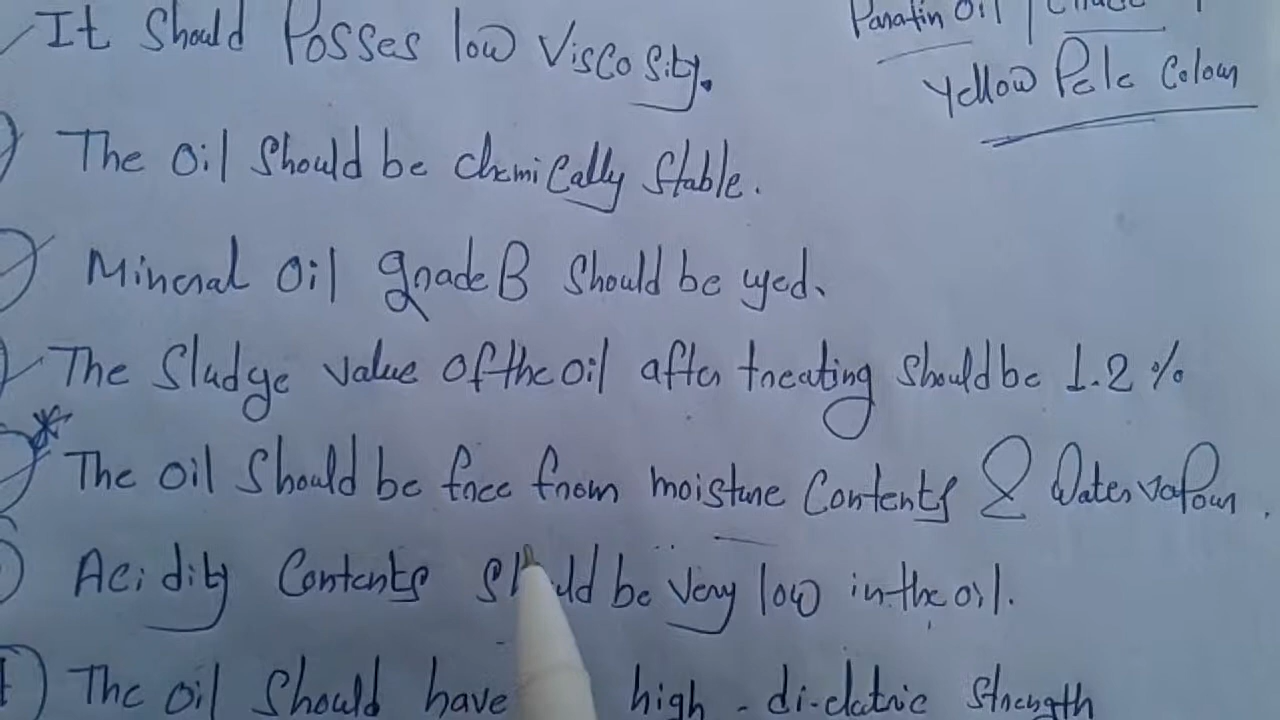 It Should Posses low Viscosity.
Parafin Oil |
Yellow Pale Colour
The Oil Should be chemically Stable.
Mineral Oil grade B Should be used.
The Sludge value Of the oil after treating Should be 1.2 %
* The Oil Should be free from moisture Contents & Water vapour.
Acidity Contents Should be very low in the oil.
The Oil Should have high - di-elctric Strength